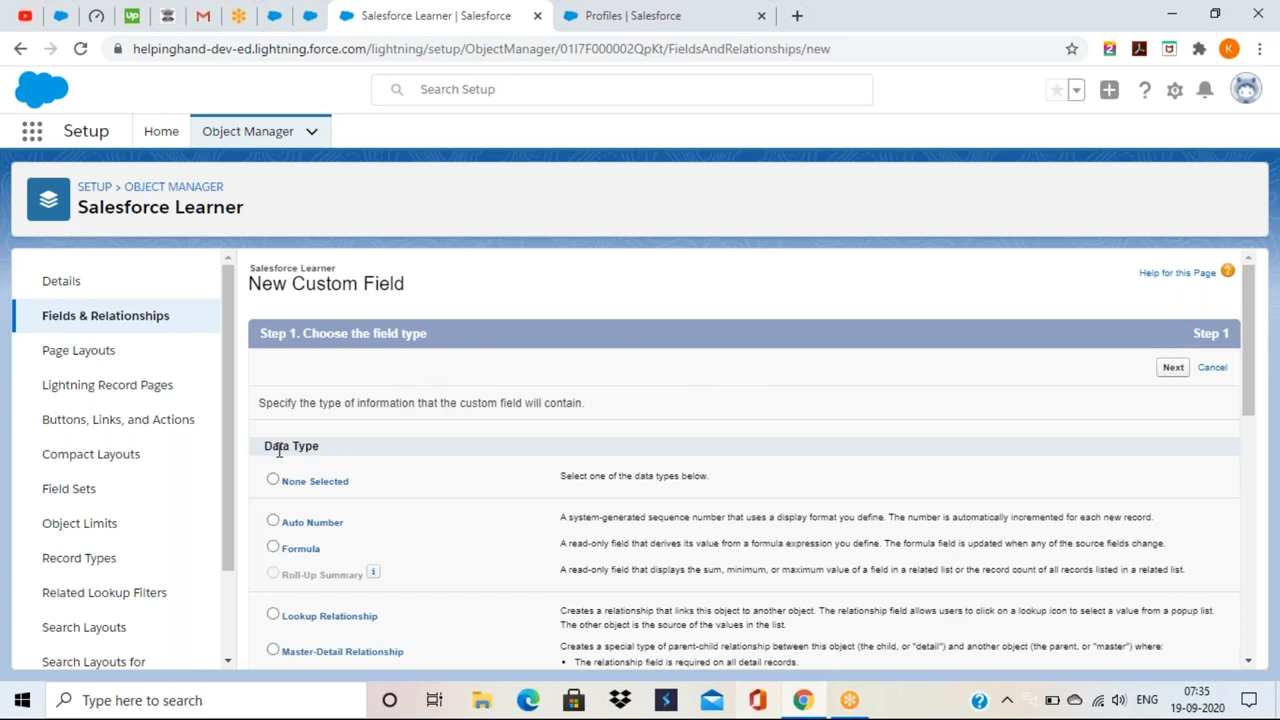 Up
Salesforce Learner | Salesforce
Profiles | Salesforce
helpinghand-dev-ed.lightning.force.com/lightning/setup/ObjectManager/01I7F000002QpKt/FieldsAndRelationships/new
K
Search Setup
Setup
Home
Object Manager
SETUP > OBJECT MANAGER
Salesforce Learner
Details
Fields & Relationships
Page Layouts
Lightning Record Pages
Buttons, Links, and Actions
Compact Layouts
Field Sets
Object Limits
Record Types
Related Lookup Filters
Search Layouts
Search Layouts for
Salesforce Learner
New Custom Field
Help for this Page
Step 1. Choose the field type Step 1
Next Cancel
Specify the type of information that the custom field will contain.
Data Type
None Selected Select one of the data types below.
Auto Number A system-generated sequence number that uses a display format you define. The number is automatically incremented for each new record.
Formula A read-only field that derives its value from a formula expression you define. The formula field is updated when any of the source fields change.
Roll-Up Summary i A read-only field that displays the sum, minimum, or maximum value of a field in a related list or the record count of all records listed in a related list.
Lookup Relationship Creates a relationship that links this object to another object. The relationship field allows users to click on a lookup icon to select a value from a popup list.
The other object is the source of the values in the list.
Master-Detail Relationship Creates a special type of parent-child relationship between this object (the child, or "detail") and another object (the parent, or "master") where:
• The relationship field is required on all detail records.
Type here to search
ENG
07:35
19-09-2020